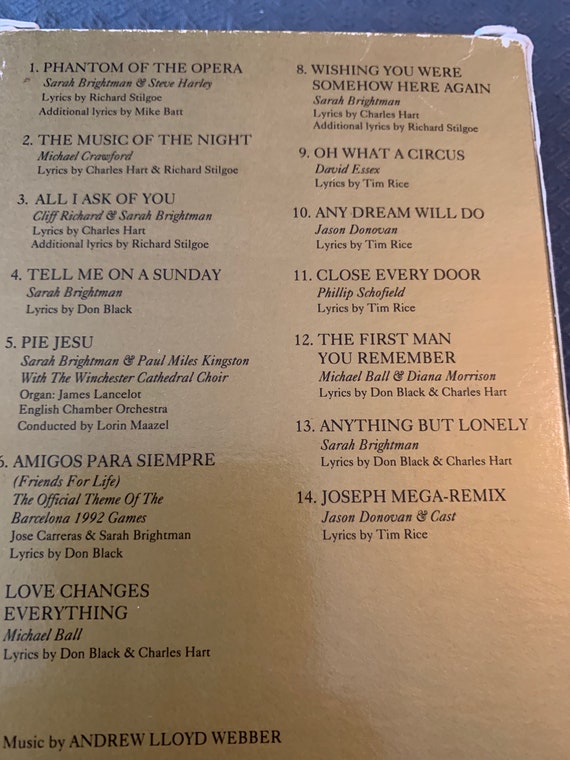 1. PHANTOM OF THE OPERA
Sarah Brightman & Steve Harley
Lyrics by Richard Stilgoe
Additional lyrics by Mike Batt
2. THE MUSIC OF THE NIGHT
Michael Crawford
Lyrics by Charles Hart & Richard Stilgoe
3. ALL I ASK OF YOU
Cliff Richard & Sarah Brightman
Lyrics by Charles Hart
Additional lyrics by Richard Stilgoe
4. TELL ME ON A SUNDAY
Sarah Brightman
Lyrics by Don Black
5. PIE JESU
Sarah Brightman & Paul Miles Kingston
With The Winchester Cathedral Choir
Organ: James Lancelot
English Chamber Orchestra
Conducted by Lorin Maazel
6. AMIGOS PARA SIEMPRE
(Friends For Life)
The Official Theme Of The
Barcelona 1992 Games
Jose Carreras & Sarah Brightman
Lyrics by Don Black
LOVE CHANGES
EVERYTHING
Michael Ball
Lyrics by Don Black & Charles Hart
8. WISHING YOU WERE
SOMEHOW HERE AGAIN
Sarah Brightman
Lyrics by Charles Hart
Additional lyrics by Richard Stilgoe
9. OH WHAT A CIRCUS
David Essex
Lyrics by Tim Rice
10. ANY DREAM WILL DO
Jason Donovan
Lyrics by Tim Rice
11. CLOSE EVERY DOOR
Phillip Schofield
Lyrics by Tim Rice
12. THE FIRST MAN
YOU REMEMBER
Michael Ball & Diana Morrison
Lyrics by Don Black & Charles Hart
13. ANYTHING BUT LONELY
Sarah Brightman
Lyrics by Don Black & Charles Hart
14. JOSEPH MEGA-REMIX
Jason Donovan & Cast
Lyrics by Tim Rice
Music by ANDREW LLOYD WEBBER